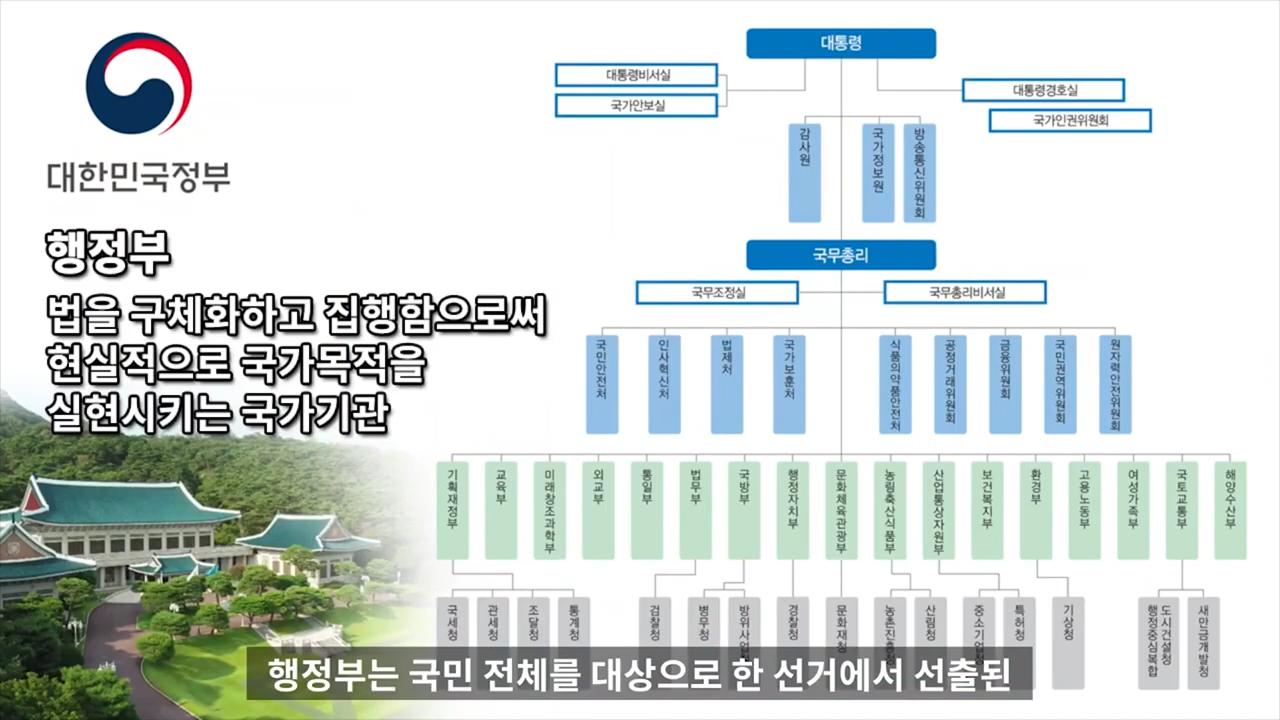 대한민국정부
행정부
법을 구체화하고 집행함으로써
현실적으로 국가목적을
실현시키는 국가기관
대통령
대통령비서실
국가안보실
대통령경호실
국가인권위원회
감사원
국가정보원
방송통신위원회
국무총리
국무조정실
국무총리비서실
국민안전처
인사혁신처
법제처
국가보훈처
식품의약품안전처
공정거래위원회
금융위원회
국민권역위원회
원자력안전위원회
기획재정부
교육부
미래창조과학부
외교부
통일부
법무부
국방부
행정자치부
문화체육관광부
농림축산식품부
산업통상자원부
보건복지부
환경부
고용노동부
여성가족부
국토교통부
해양수산부
국세청
관세청
조달청
통계청
검찰청
병무청
방위사업청
경찰청
문화재청
농촌진흥청
산림청
중소기업청
특허청
기상청
행정중심복합
도시건설청
새만금개발청
행정부는 국민 전체를 대상으로 한 선거에서 선출된